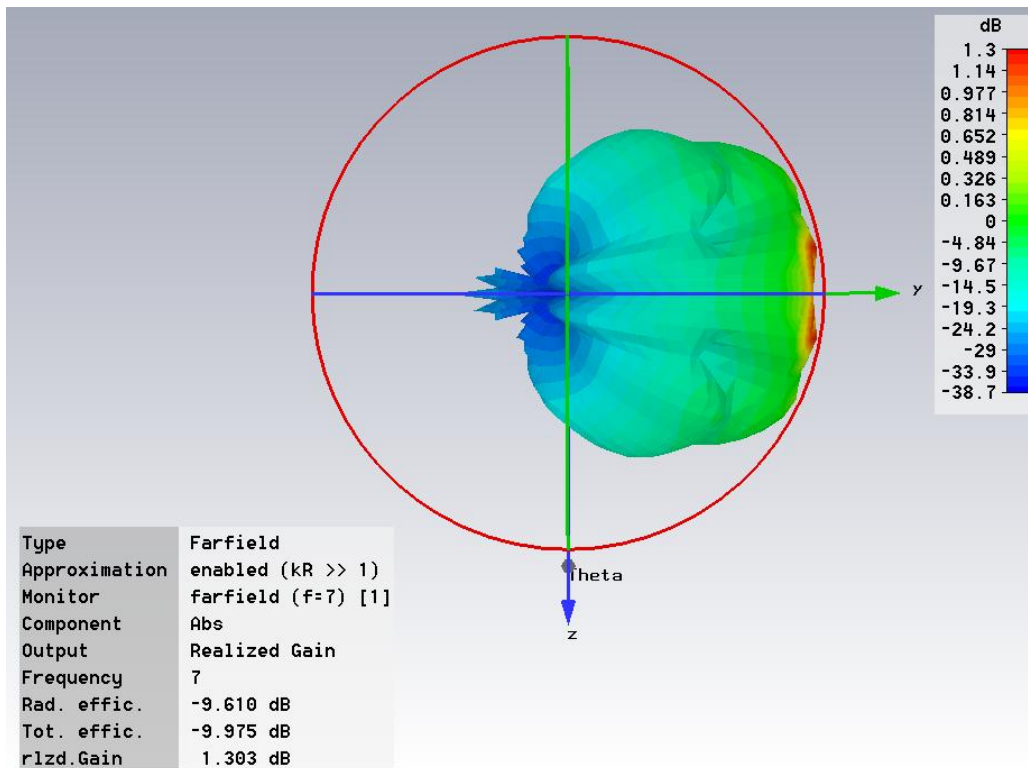 dB
1.3
1.14
0.977
0.814
0.652
0.489
0.326
0.163
0
-4.84
-9.67
-14.5
-19.3
-24.2
-29
-33.9
-38.7
y
Theta
z
Type Farfield
Approximation enabled (kR >> 1)
Monitor farfield (f=7) [1]
Component Abs
Output Realized Gain
Frequency 7
Rad. effic. -9.610 dB
Tot. effic. -9.975 dB
rlzd.Gain 1.303 dB